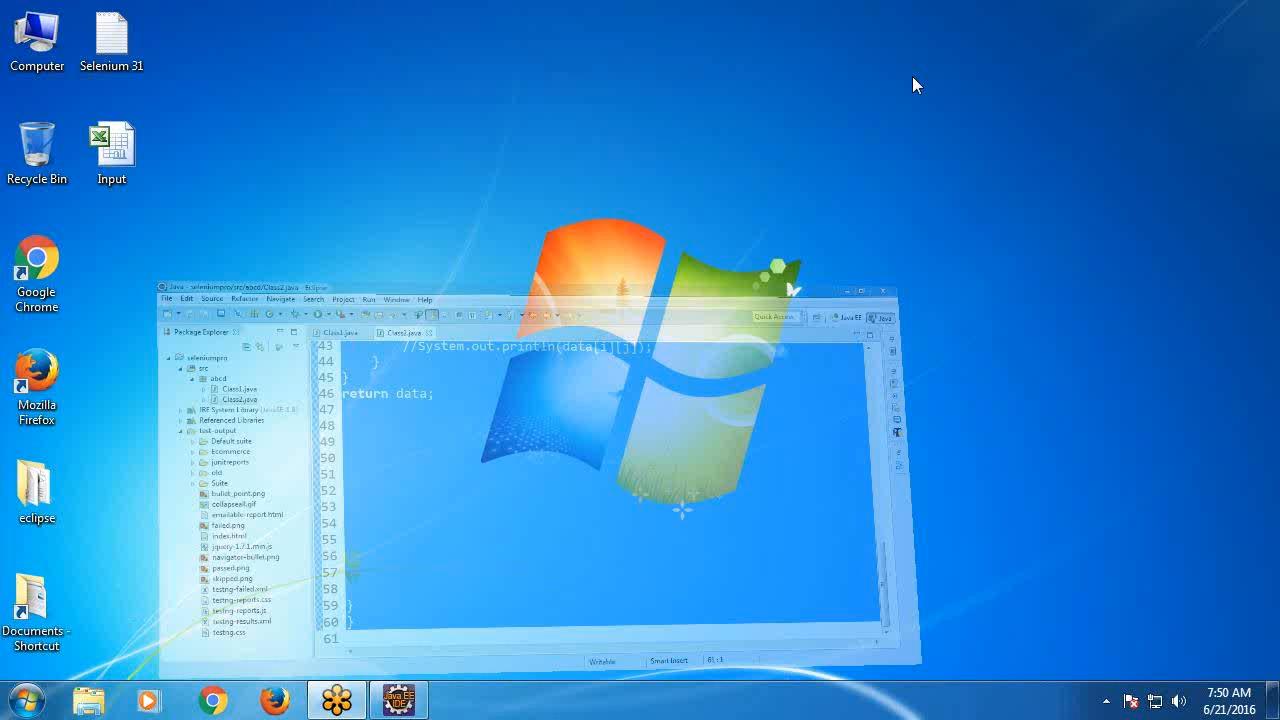 Computer
Selenium 31
Recycle Bin
Input
Google
Chrome
Mozilla
Firefox
eclipse
Documents -
Shortcut
Java - seleniumpro/src/abcd/Class2.java - Eclipse
File Edit Source Refactor Navigate Search Project Run Window Help
Quick Access
Java EE
Java
Package Explorer
Class1.java
Class2.java
seleniumpro
src
abcd
Class1.java
Class2.java
JRE System Library [JavaSE-1.8]
Referenced Libraries
test-output
Default suite
Ecommerce
junitreports
old
Suite
bullet_point.png
collapseall.gif
emailable-report.html
failed.png
index.html
jquery-1.7.1.min.js
navigator-bullet.png
passed.png
skipped.png
testng-failed.xml
testng-reports.css
testng-reports.js
testng-results.xml
testng.css
43 //System.out.println(data[i][j]);
44 }
45 }
46 return data;
47
48
49
50
51
52
53
54
55
56
57
58
59 }
60 }
61
Writable
Smart Insert
61 : 1
Java EE
IDE
7:50 AM
6/21/2016